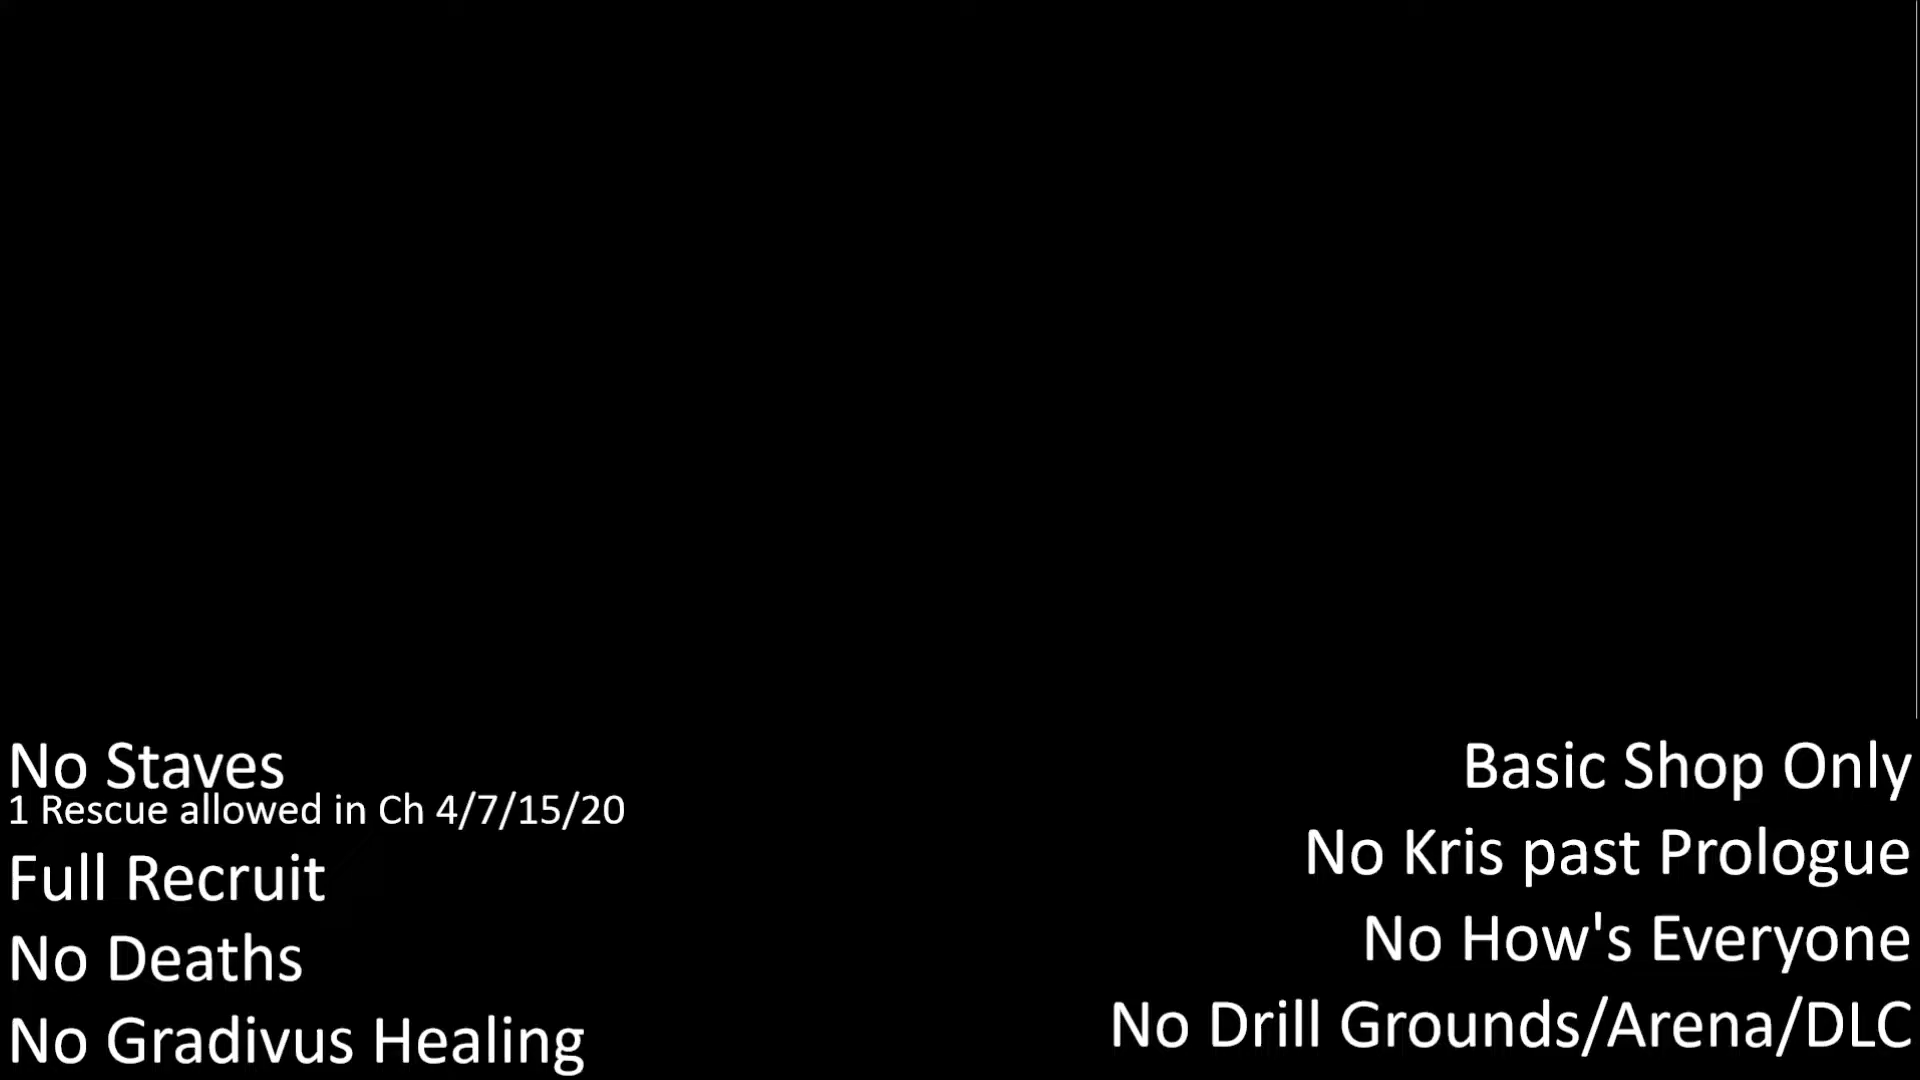 No Staves
1 Rescue allowed in Ch 4/7/15/20
Full Recruit
No Deaths
No Gradivus Healing
Basic Shop Only
No Kris past Prologue
No How's Everyone
No Drill Grounds/Arena/DLC